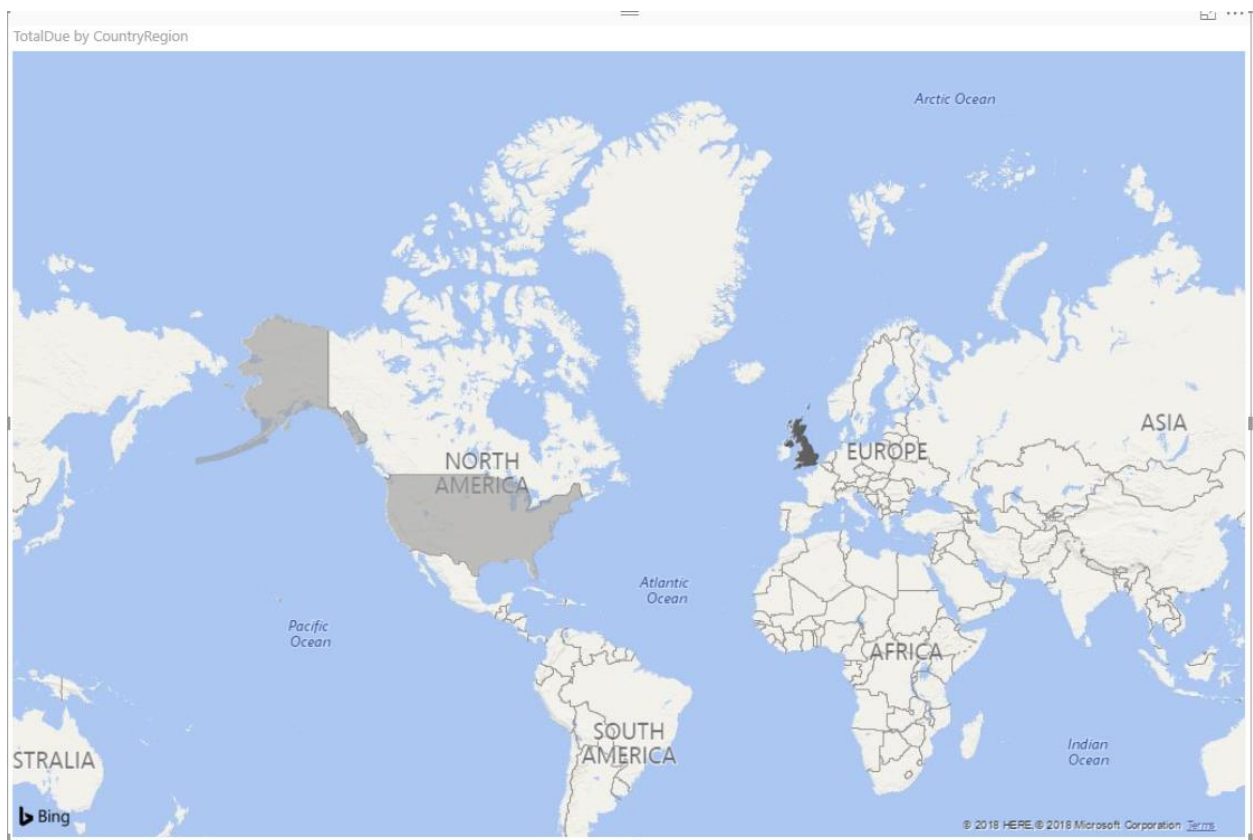 TotalDue by CountryRegion
Arctic Ocean
ASIA
EUROPE
NORTH
AMERICA
Atlantic
Ocean
Pacific
Ocean
AFRICA
SOUTH
AMERICA
Indian
Ocean
STRALIA
Bing
© 2018 HERE, © 2018 Microsoft Corporation Terms